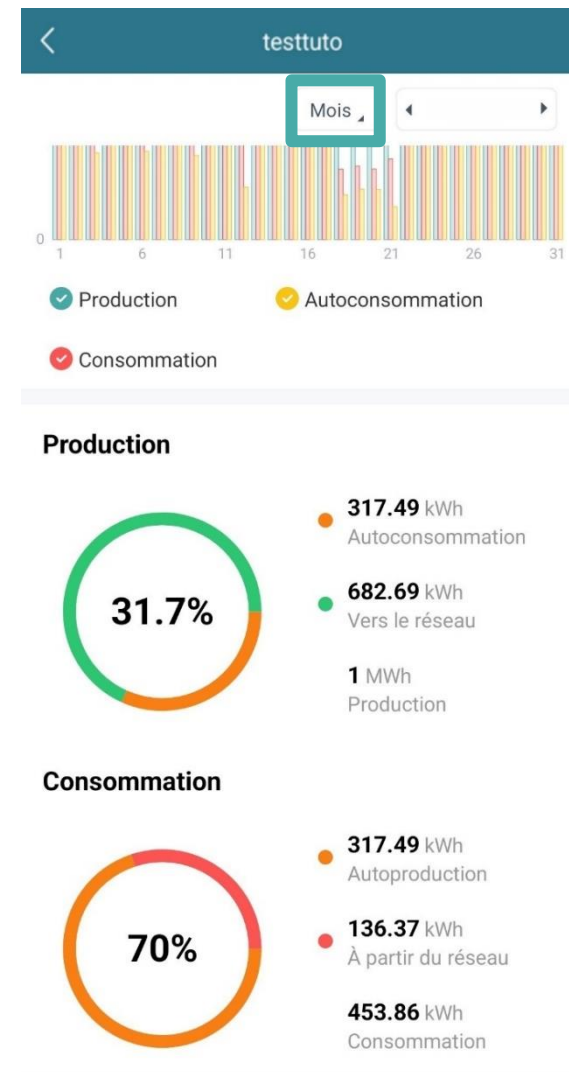 testtuto
Mois
0
1 6 11 16 21 26 31
Production Autoconsommation
Consommation
Production
31.7%
317.49 kWh
Autoconsommation
682.69 kWh
Vers le réseau
1 MWh
Production
Consommation
70%
317.49 kWh
Autoproduction
136.37 kWh
À partir du réseau
453.86 kWh
Consommation